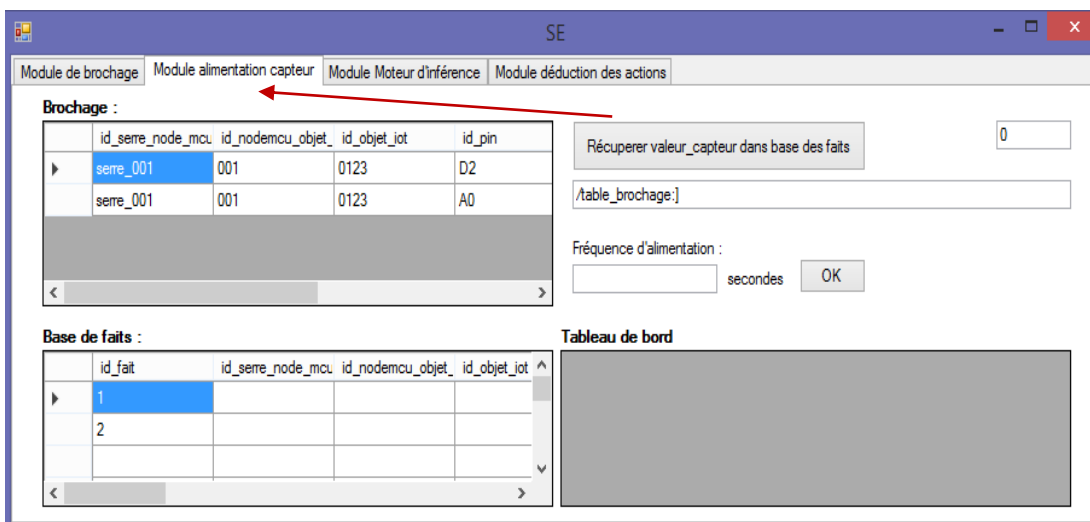 SE
Module de brochage Module alimentation capteur Module Moteur d'inférence Module déduction des actions
Brochage :
id_serre_node_mcu id_nodemcu_objet_ id_objet_iot id_pin
serre_001 001 0123 D2
serre_001 001 0123 A0
Récuperer valeur_capteur dans base des faits
0
/table_brochage:]
Fréquence d'alimentation :
secondes OK
Base de faits :
id_fait id_serre_node_mcu id_nodemcu_objet_ id_objet_iot
1
2
Tableau de bord